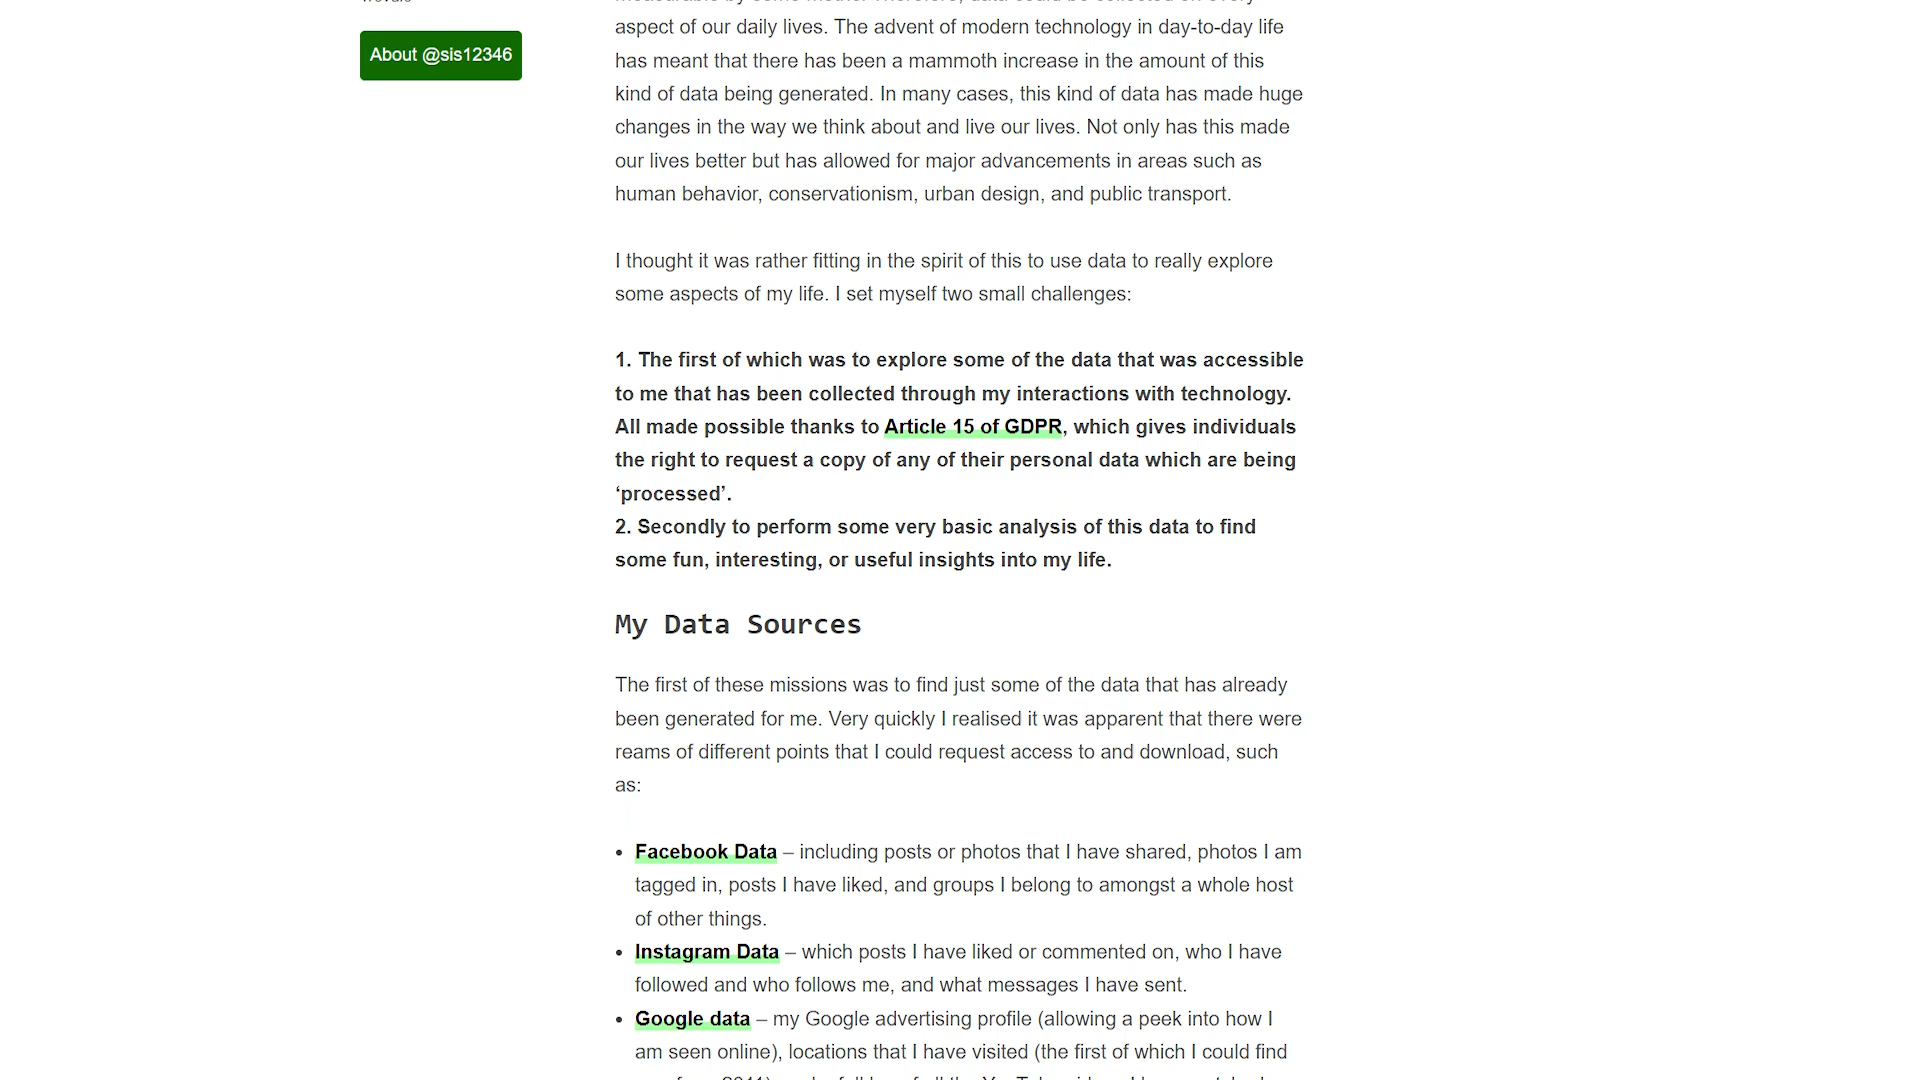 About @sis12346
aspect of our daily lives. The advent of modern technology in day-to-day life
has meant that there has been a mammoth increase in the amount of this
kind of data being generated. In many cases, this kind of data has made huge
changes in the way we think about and live our lives. Not only has this made
our lives better but has allowed for major advancements in areas such as
human behavior, conservationism, urban design, and public transport.
I thought it was rather fitting in the spirit of this to use data to really explore
some aspects of my life. I set myself two small challenges:
1. The first of which was to explore some of the data that was accessible
to me that has been collected through my interactions with technology.
All made possible thanks to Article 15 of GDPR, which gives individuals
the right to request a copy of any of their personal data which are being
‘processed’.
2. Secondly to perform some very basic analysis of this data to find
some fun, interesting, or useful insights into my life.
My Data Sources
The first of these missions was to find just some of the data that has already
been generated for me. Very quickly I realised it was apparent that there were
reams of different points that I could request access to and download, such
as:
• Facebook Data – including posts or photos that I have shared, photos I am
tagged in, posts I have liked, and groups I belong to amongst a whole host
of other things.
• Instagram Data – which posts I have liked or commented on, who I have
followed and who follows me, and what messages I have sent.
• Google data – my Google advertising profile (allowing a peek into how I
am seen online), locations that I have visited (the first of which I could find